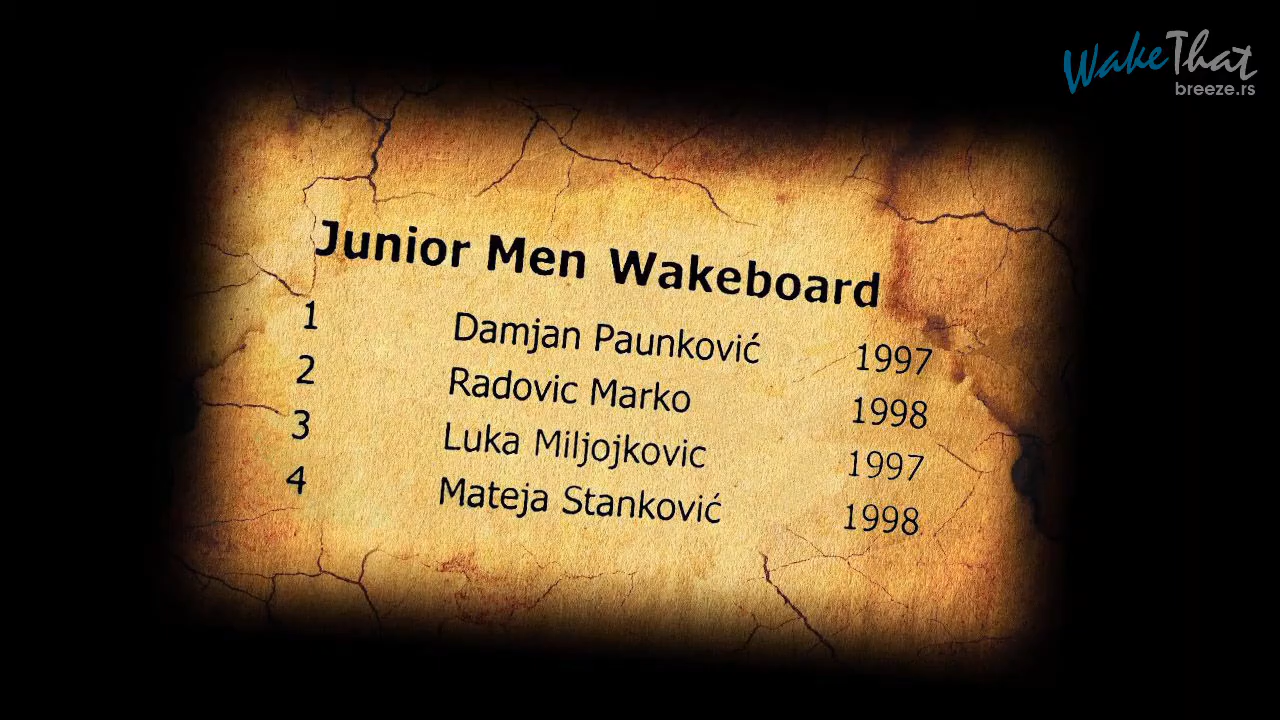 WakeThat
breeze.rs
Junior Men Wakeboard
1 Damjan Paunković 1997
2 Radovic Marko 1998
3 Luka Miljojkovic 1997
4 Mateja Stanković 1998